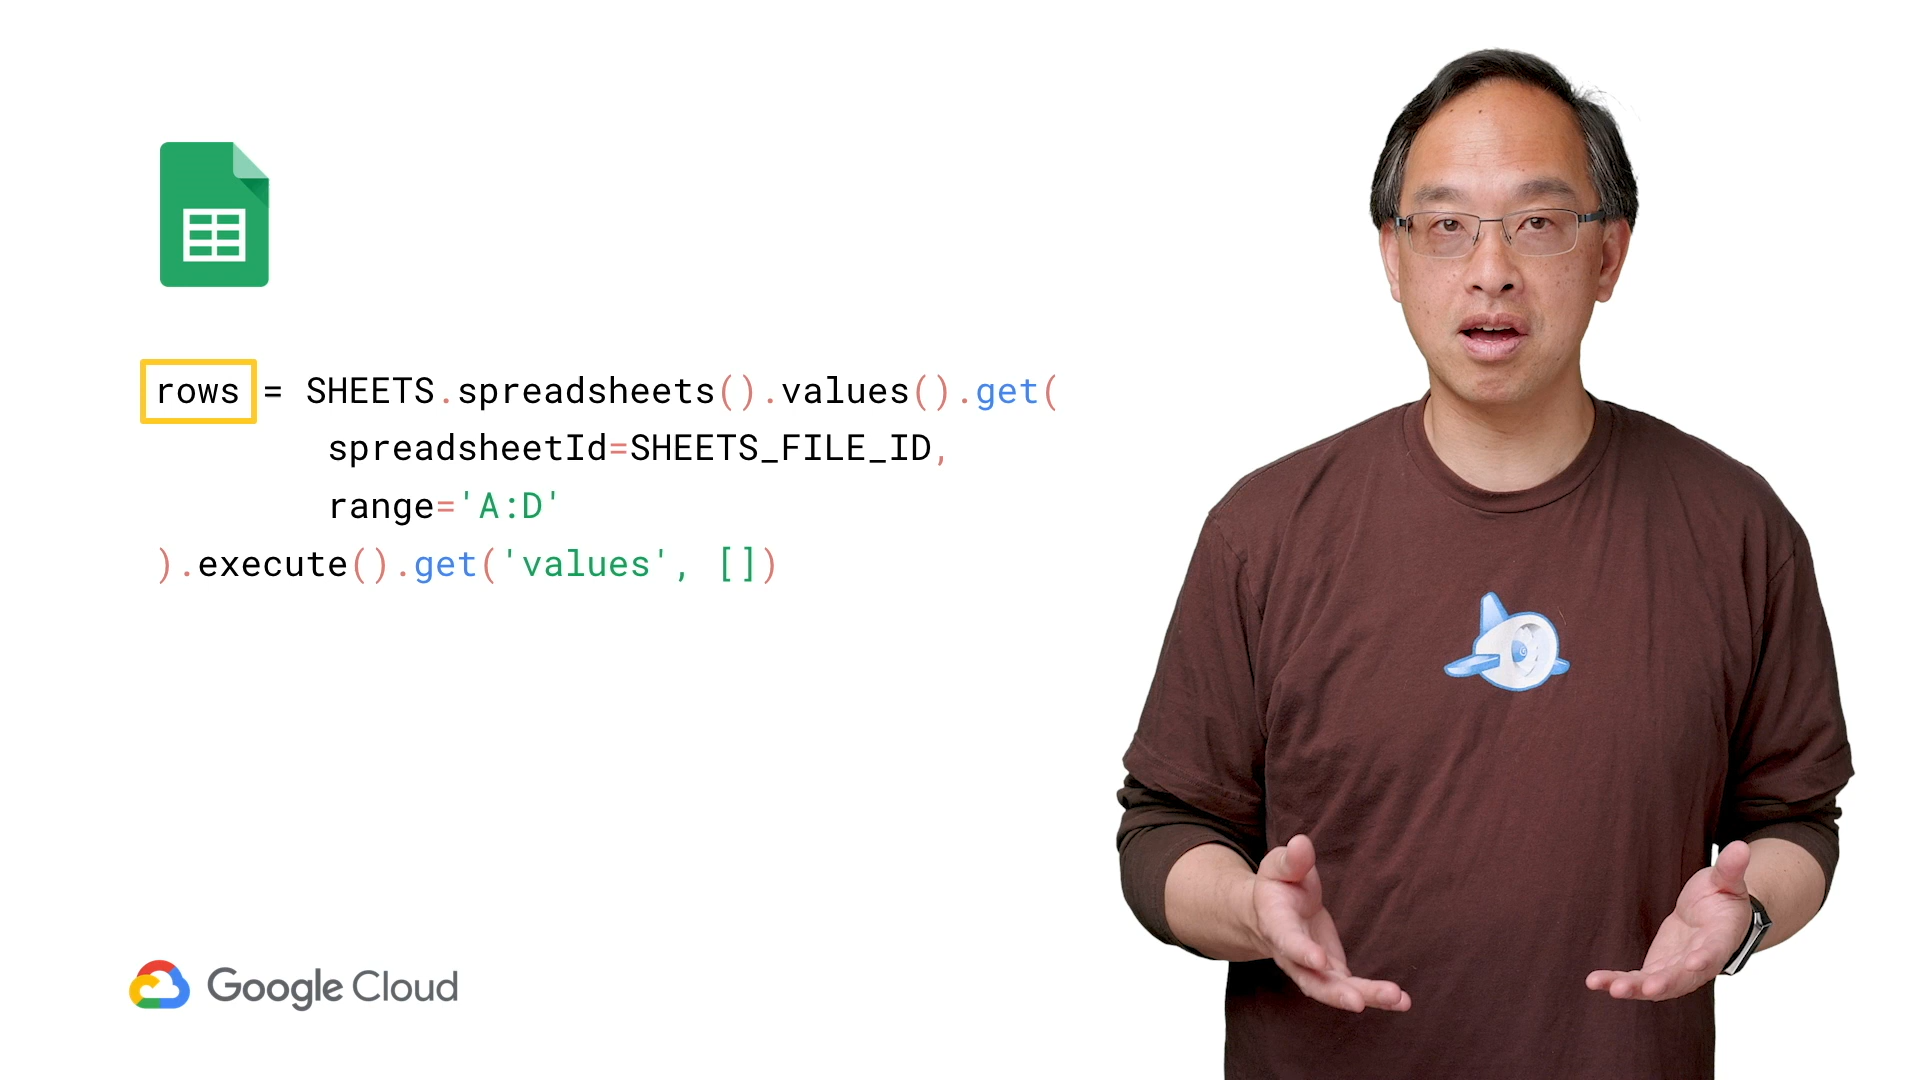 rows = SHEETS.spreadsheets().values().get(
spreadsheetId=SHEETS_FILE_ID,
range='A:D'
).execute().get('values', [])
Google Cloud